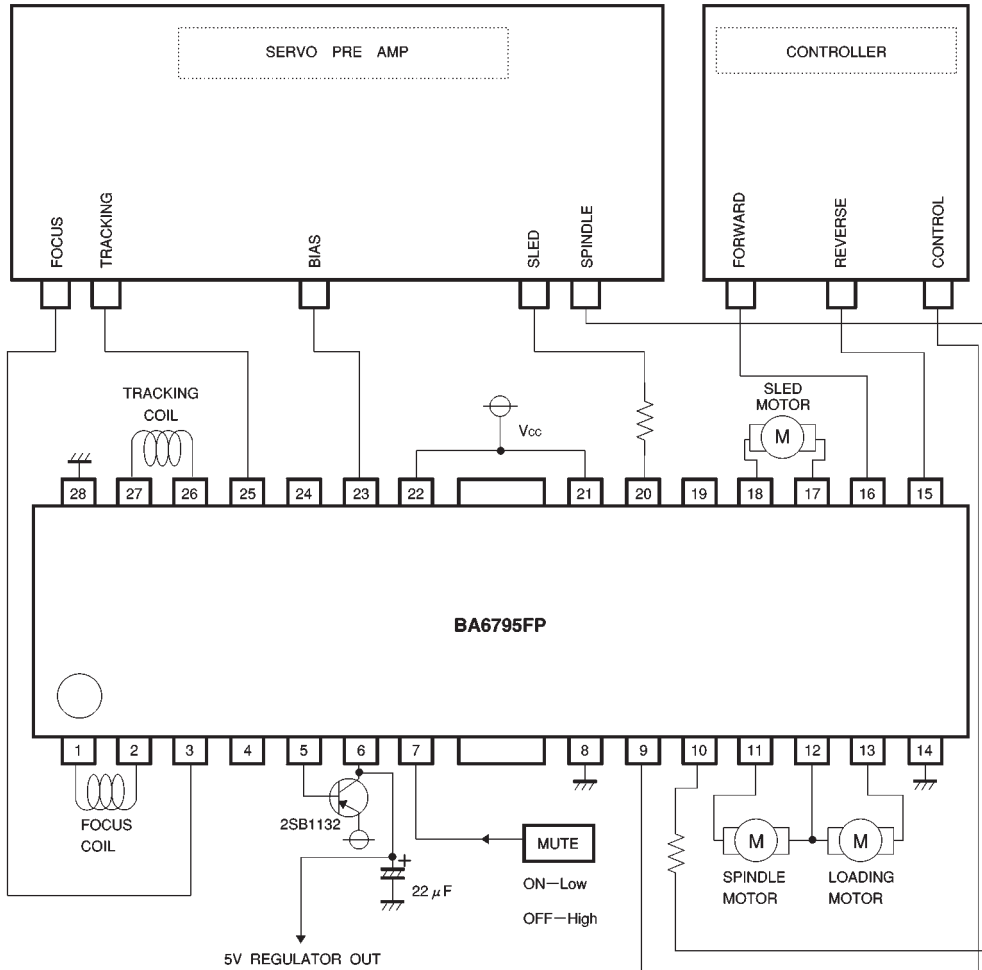 SERVO PRE AMP
CONTROLLER
FOCUS
TRACKING
BIAS
SLED
SPINDLE
FORWARD
REVERSE
CONTROL
TRACKING
COIL
Vcc
SLED
MOTOR
M
28
27
26
25
24
23
22
21
20
19
18
17
16
15
BA6795FP
1
2
3
4
5
6
7
8
9
10
11
12
13
14
FOCUS
COIL
2SB1132
+
22 μF
5V REGULATOR OUT
MUTE
ON–Low
OFF–High
M
SPINDLE
MOTOR
M
LOADING
MOTOR